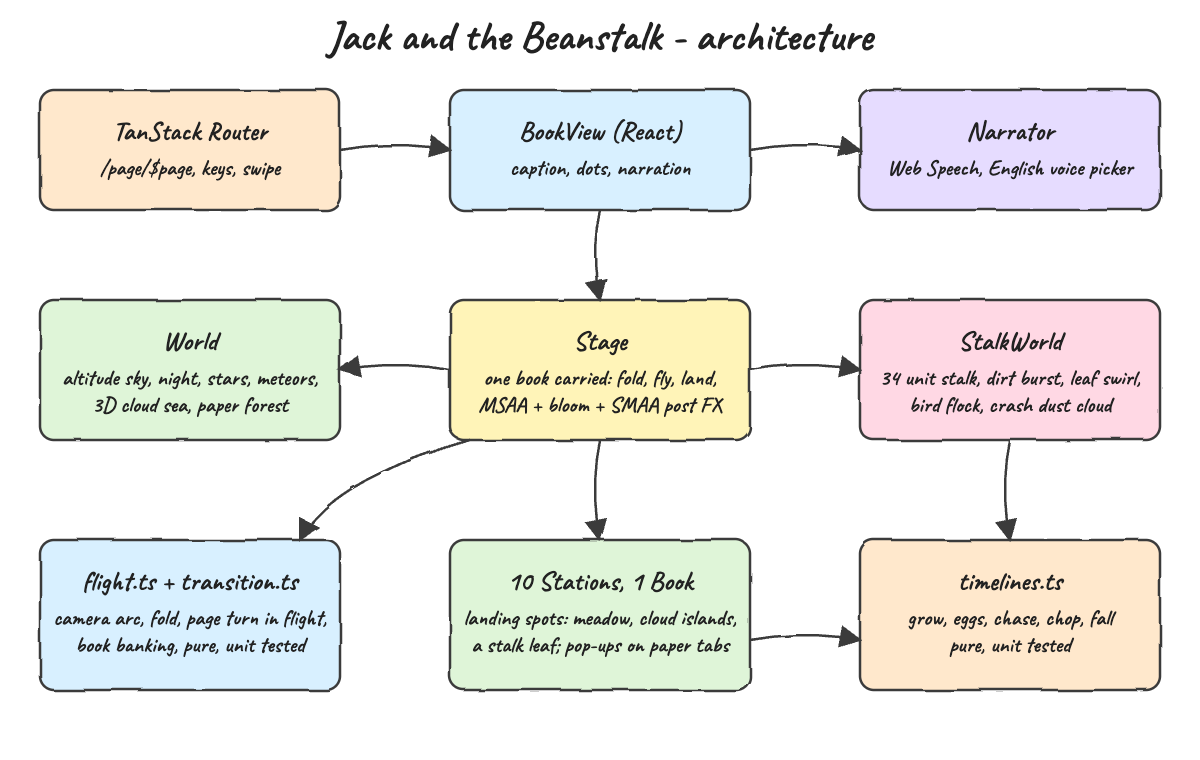 Jack and the Beanstalk - architecture
TanStack Router
/page/$page, keys, swipe
BookView (React)
caption, dots, narration
Narrator
Web Speech, English voice picker
World
altitude sky, night, stars, meteors,
3D cloud sea, paper forest
Stage
one book carried: fold, fly, land,
MSAA + bloom + SMAA post FX
StalkWorld
34 unit stalk, dirt burst, leaf swirl,
bird flock, crash dust cloud
flight.ts + transition.ts
camera arc, fold, page turn in flight,
book banking, pure, unit tested
10 Stations, 1 Book
landing spots: meadow, cloud islands,
a stalk leaf; pop-ups on paper tabs
timelines.ts
grow, eggs, chase, chop, fall
pure, unit tested